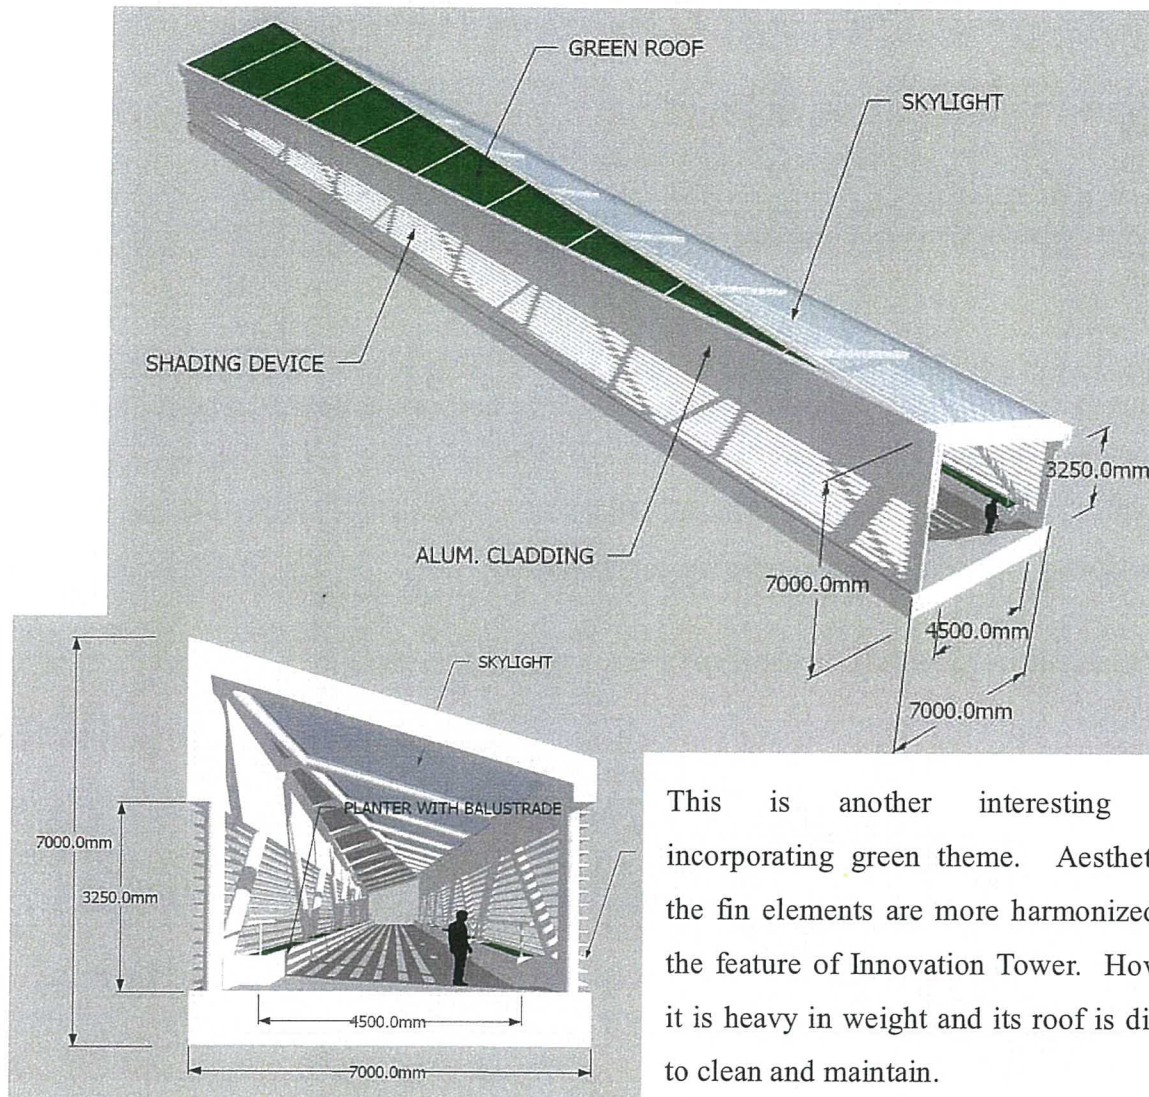 GREEN ROOF
SKYLIGHT
SHADING DEVICE
ALUM. CLADDING
3250.0mm
7000.0mm
4500.0mm
7000.0mm
SKYLIGHT
PLANTER WITH BALUSTRADE
7000.0mm
3250.0mm
4500.0mm
7000.0mm
This is another interesting
incorporating green theme. Aesthet
the fin elements are more harmonized
the feature of Innovation Tower. How
it is heavy in weight and its roof is di
to clean and maintain.